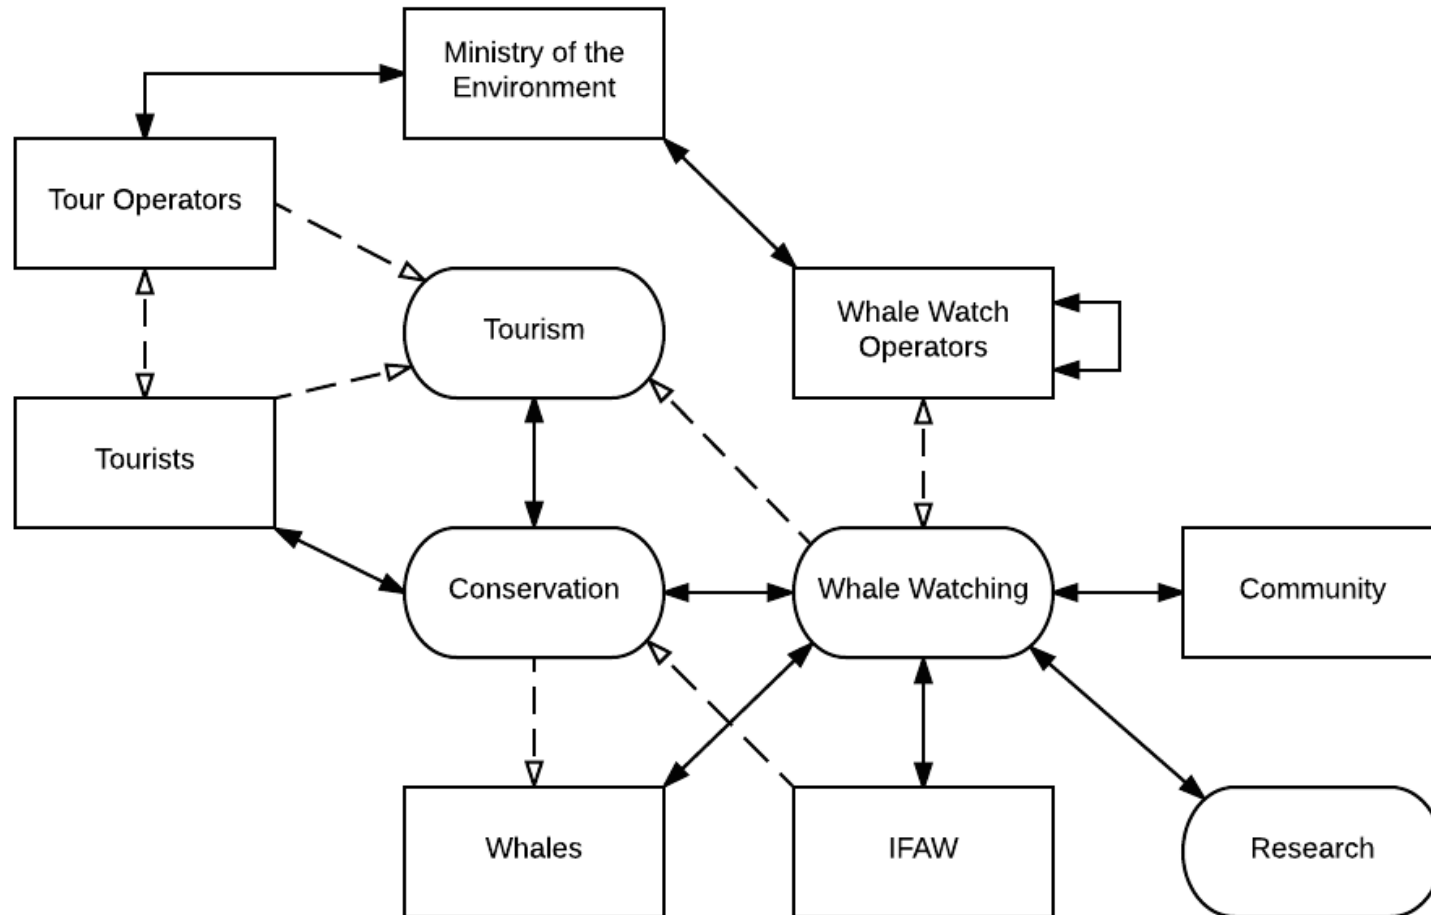 Ministry of the
Environment
Tour Operators
Tourism
Whale Watch
Operators
Tourists
Conservation
Whale Watching
Community
Whales
IFAW
Research